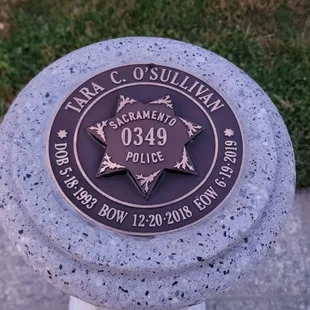 TARA C. O'SULLIVAN
SACRAMENTO
0349
POLICE
DOB 5·18·1993 BOW 12·20·2018 EOW 6·19·2019